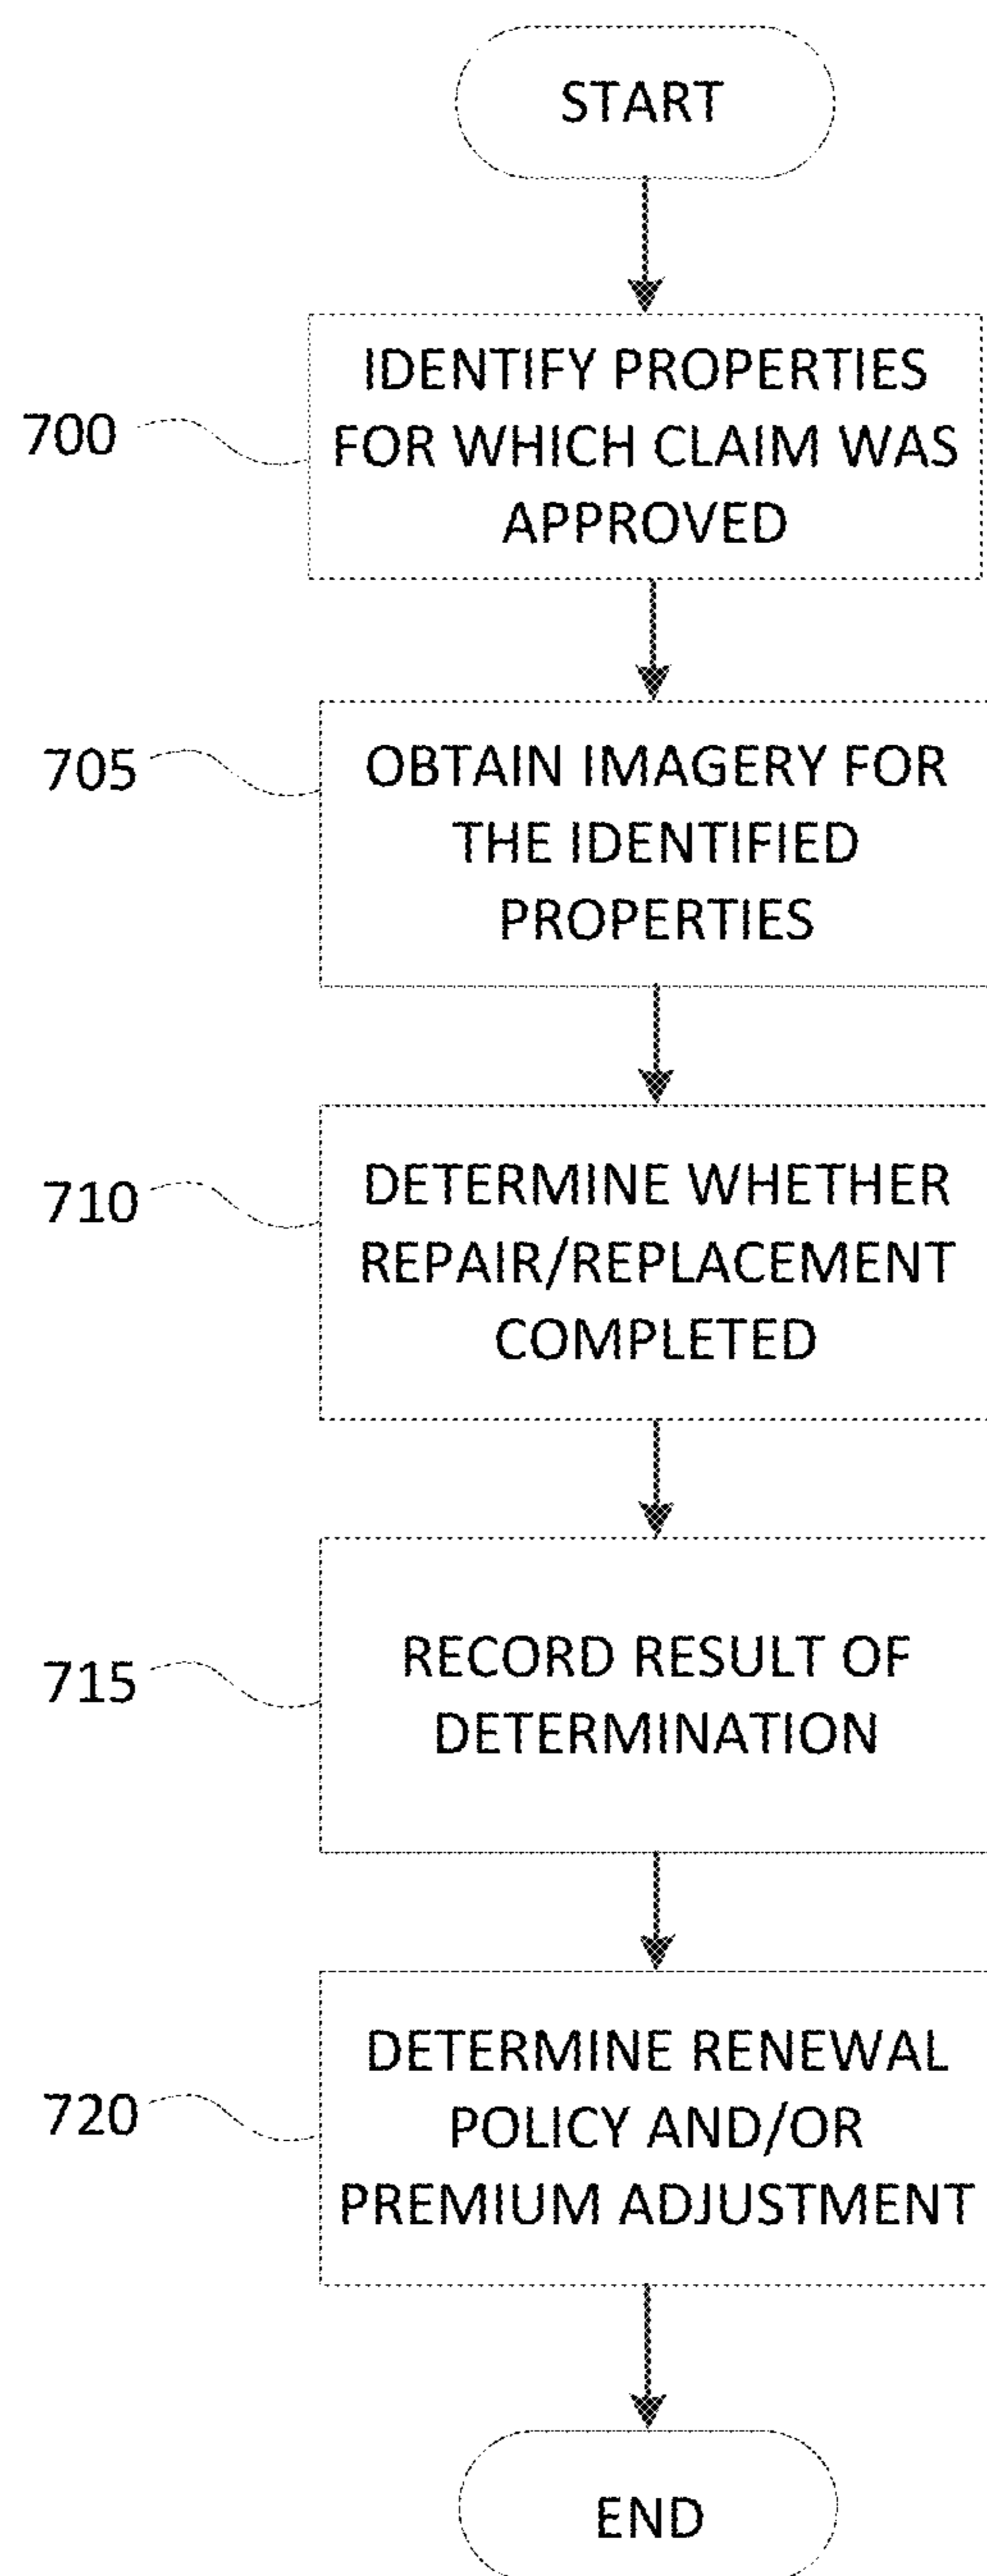 START
700
IDENTIFY PROPERTIES
FOR WHICH CLAIM WAS
APPROVED
705
OBTAIN IMAGERY FOR
THE IDENTIFIED
PROPERTIES
710
DETERMINE WHETHER
REPAIR/REPLACEMENT
COMPLETED
715
RECORD RESULT OF
DETERMINATION
720
DETERMINE RENEWAL
POLICY AND/OR
PREMIUM ADJUSTMENT
END